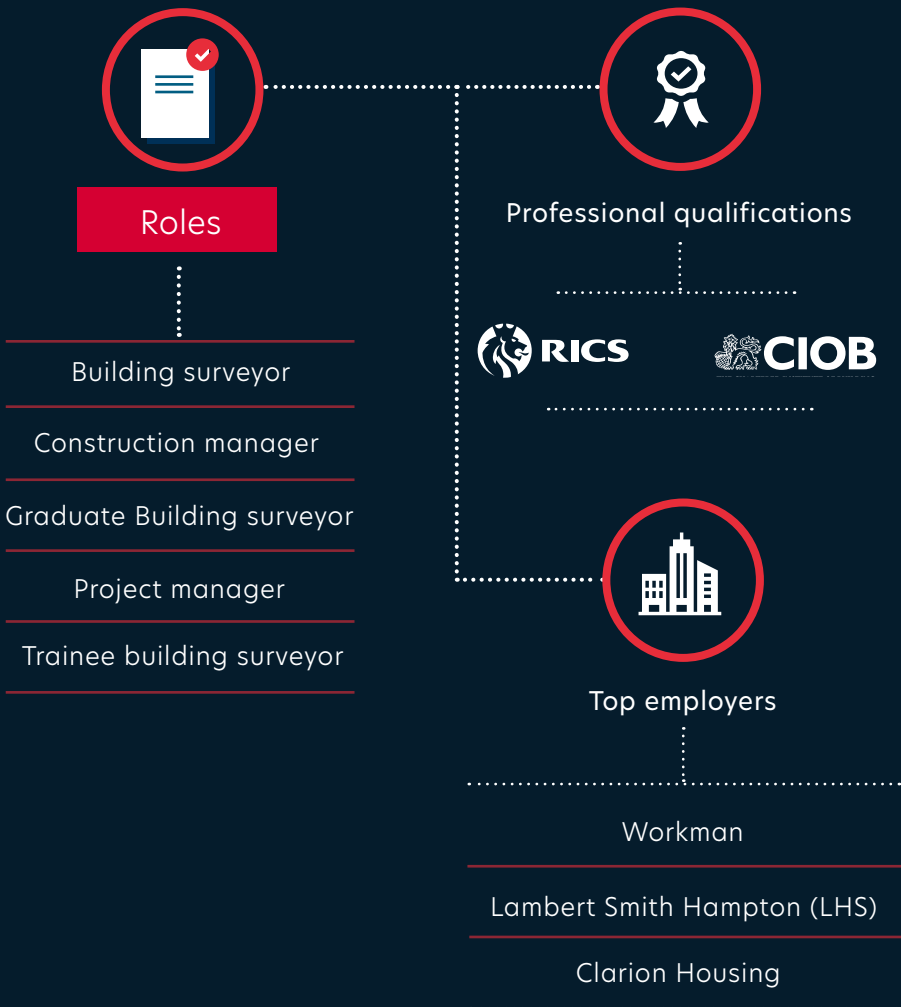 Roles
Building surveyor
Construction manager
Graduate Building surveyor
Project manager
Trainee building surveyor
Professional qualifications
RICS
CIOB
Top employers
Workman
Lambert Smith Hampton (LHS)
Clarion Housing